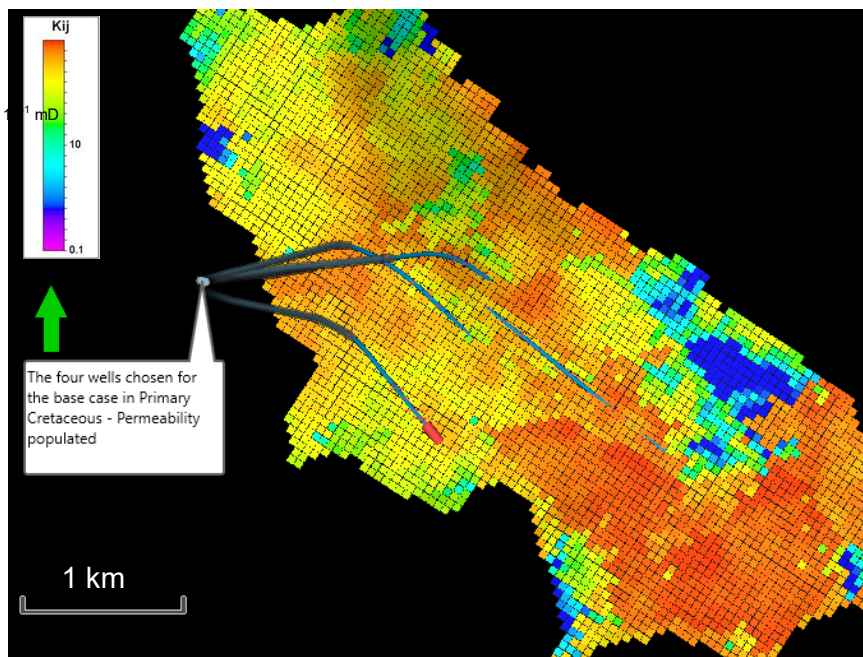 Kij
mD
10
0.1
The four wells chosen for
the base case in Primary
Cretaceous - Permeability
populated
1 km